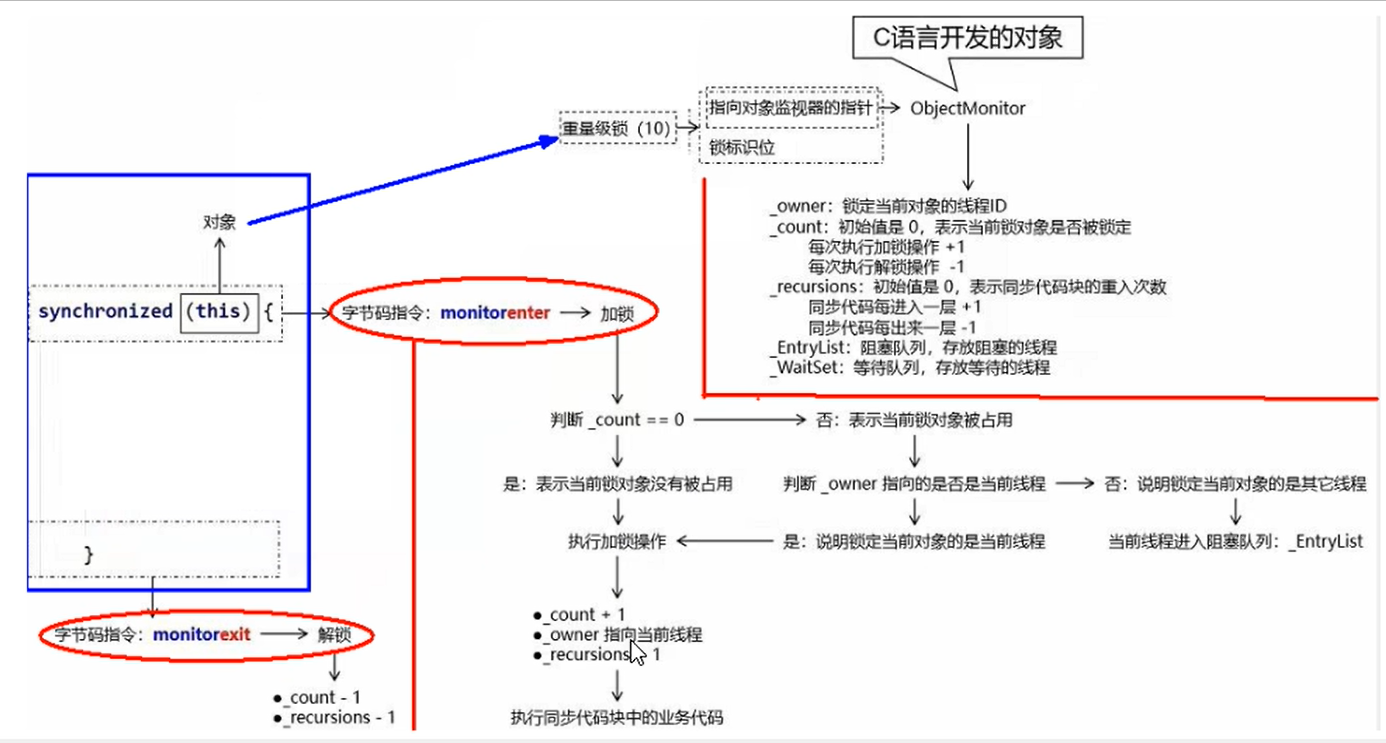 C语言开发的对象
指向对象监视器的指针
ObjectMonitor
重量级锁（10）
锁标识位
_owner：锁定当前对象的线程ID
_count：初始值是 0，表示当前锁对象是否被锁定
每次执行加锁操作 +1
每次执行解锁操作 -1
_recursions：初始值是 0，表示同步代码块的重入次数
同步代码每进入一层 +1
同步代码每出来一层 -1
_EntryList：阻塞队列，存放阻塞的线程
_WaitSet：等待队列，存放等待的线程
对象
synchronized (this) {
字节码指令：monitorenter
加锁
判断 _count == 0
否：表示当前锁对象被占用
是：表示当前锁对象没有被占用
判断 _owner 指向的是否是当前线程
否：说明锁定当前对象的是其它线程
执行加锁操作
是：说明锁定当前对象的是当前线程
当前线程进入阻塞队列：_EntryList
}
●_count + 1
●_owner 指向当前线程
●_recursions 1
字节码指令：monitorexit
解锁
●_count - 1
●_recursions - 1
执行同步代码块中的业务代码